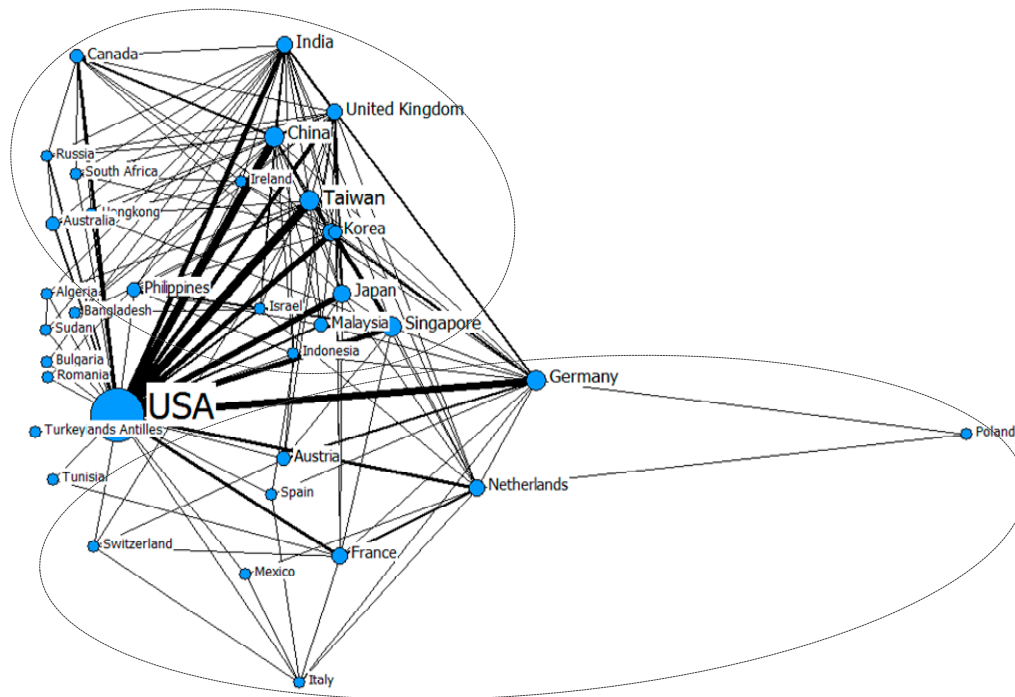 India
Canada
United Kingdom
China
Russia
South Africa
Ireland
Taiwan
Hongkong
Australia
Korea
Philippines
Algeria
Japan
Israel
Bangladesh
Malaysia
Singapore
Sudan
Indonesia
Bulgaria
Romania
Germany
USA
Turkey
ands Antilles
Poland
Austria
Tunisia
Netherlands
Spain
Switzerland
France
Mexico
Italy